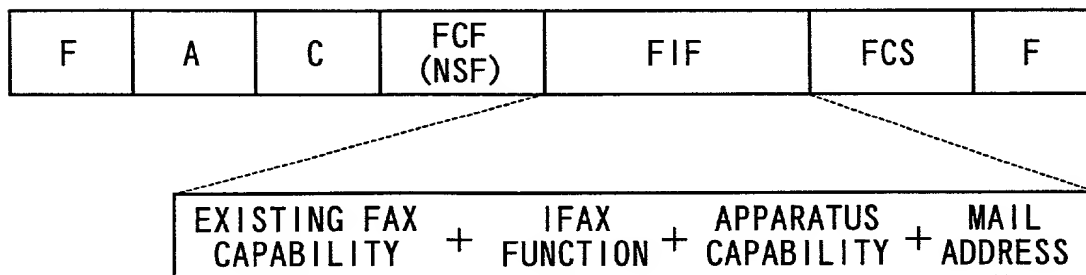 F A C FCF (NSF) FIF FCS F
EXISTING FAX CAPABILITY + IFAX FUNCTION + APPARATUS CAPABILITY + MAIL ADDRESS